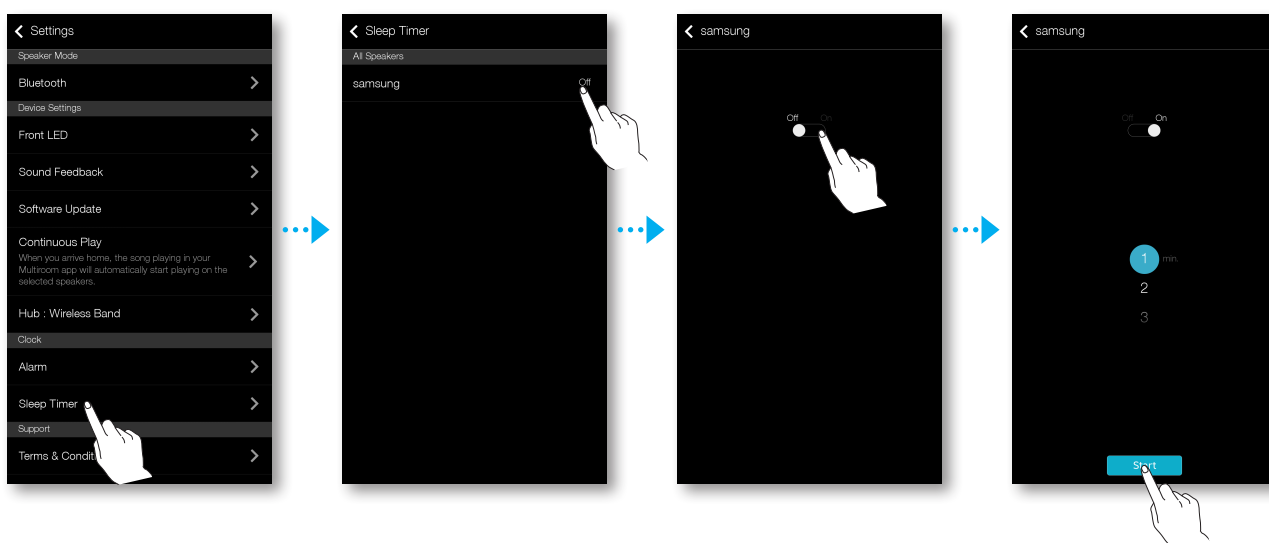 Settings
Speaker Mode
Bluetooth
Device Settings
Front LED
Sound Feedback
Software Update
Continuous Play
When you arrive home, the song playing in your
Multiroom app will automatically start playing on the
selected speakers.
Hub : Wireless Band
Clock
Alarm
Sleep Timer
Support
Terms & Condit
Sleep Timer
All Speakers
samsung Off
samsung
Off On
samsung
Off On
1 min.
2
3
Start